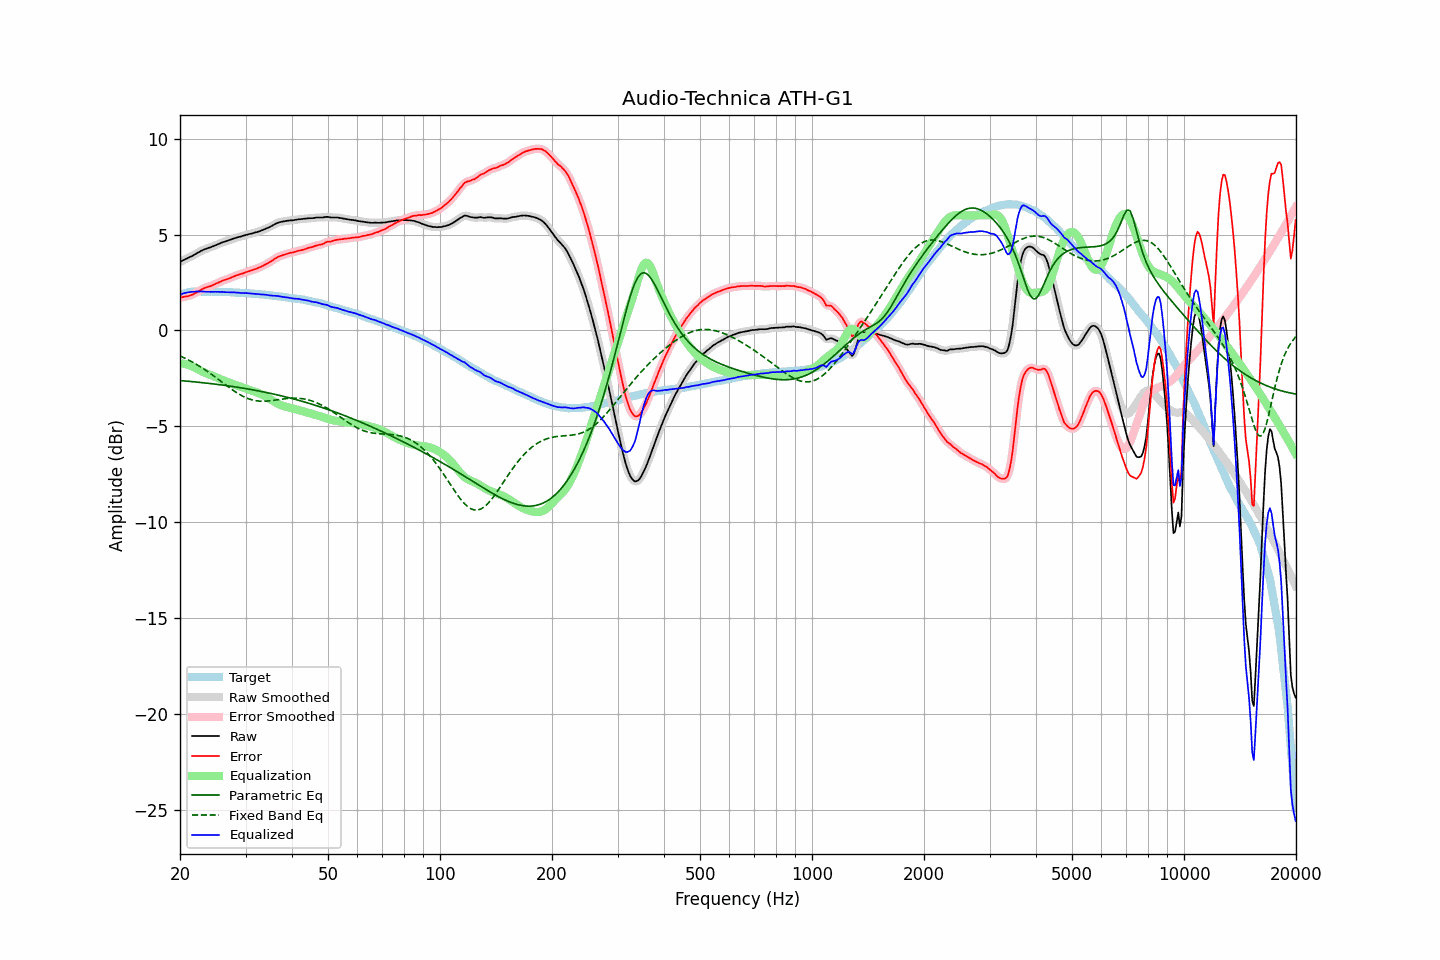 Audio-Technica ATH-G1
10
5
0
−5
−10
−15
−20
−25
Amplitude (dBr)
Target
Raw Smoothed
Error Smoothed
Raw
Error
Equalization
Parametric Eq
Fixed Band Eq
Equalized
20 50 100 200 500 1000 2000 5000 10000 20000
Frequency (Hz)